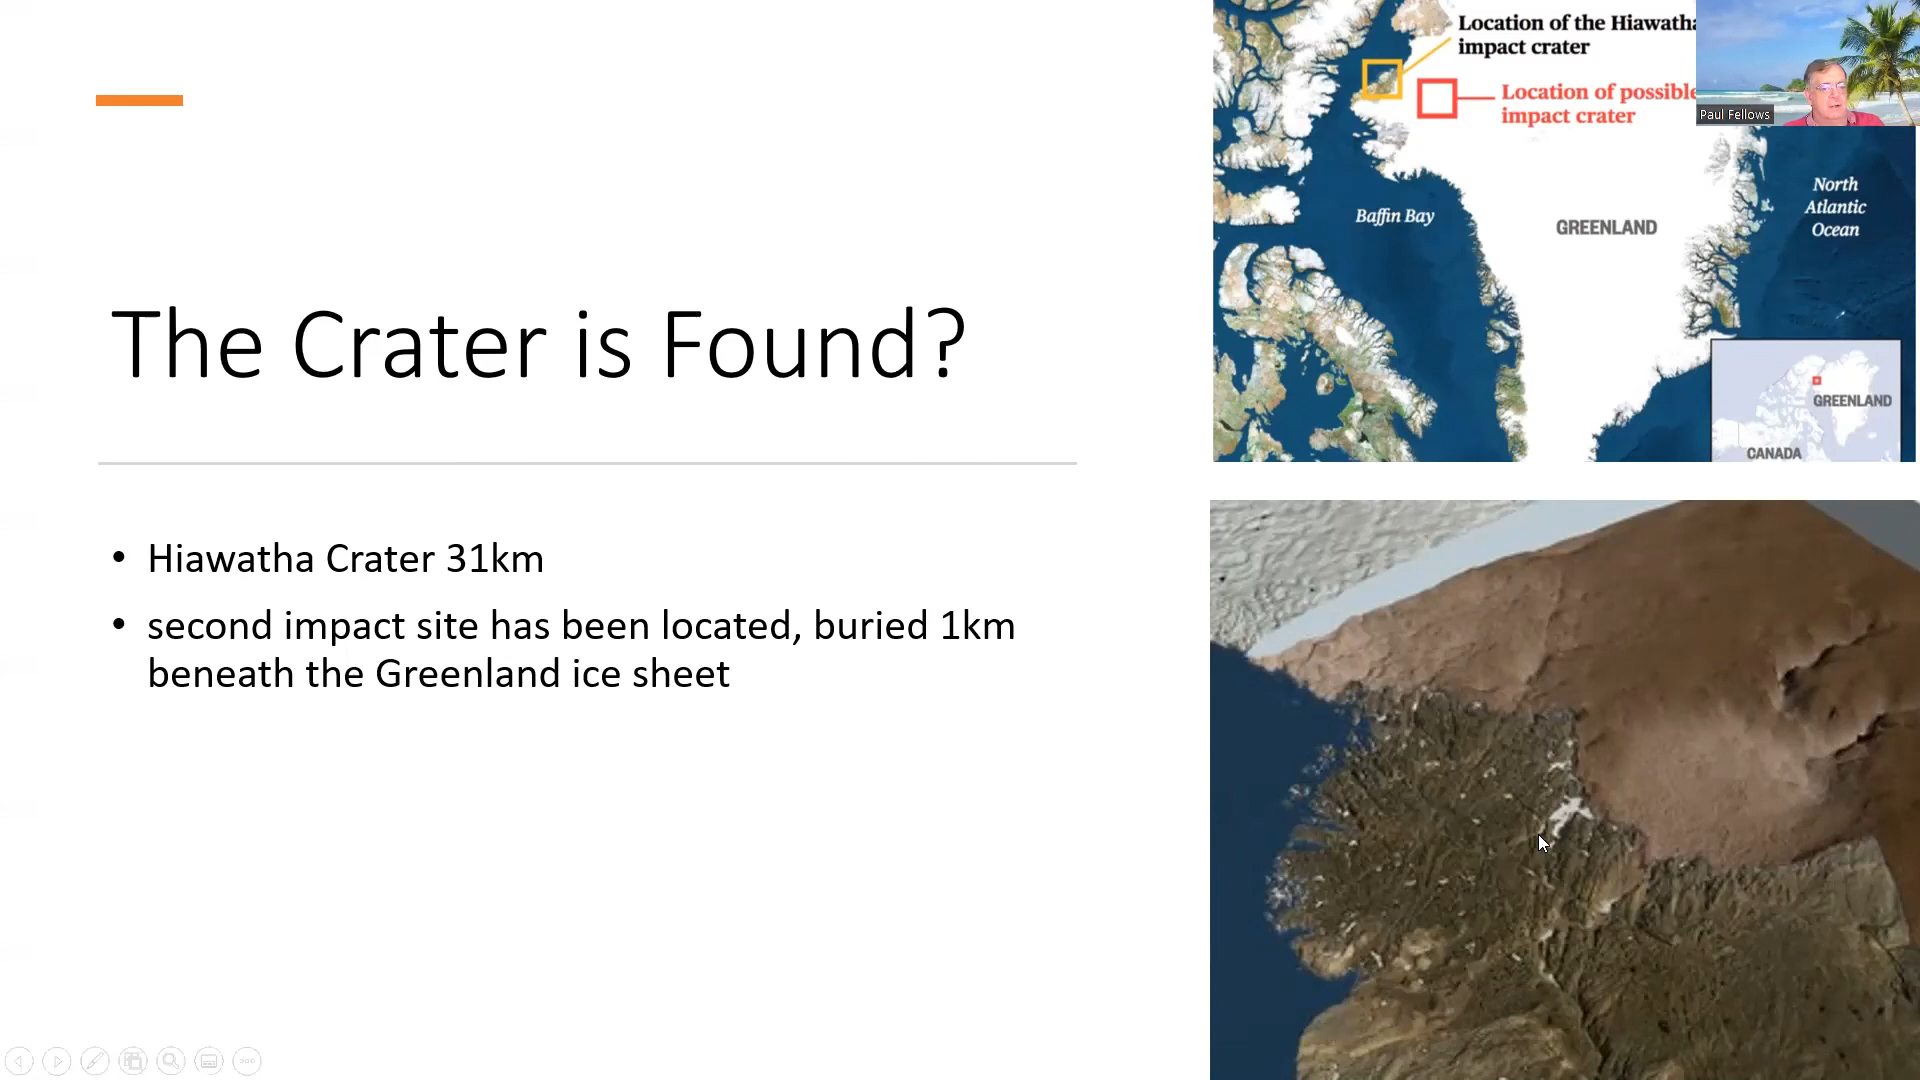 The Crater is Found?
• Hiawatha Crater 31km
• second impact site has been located, buried 1km
beneath the Greenland ice sheet
Location of the Hiawatha
impact crater
Location of possible
impact crater
Paul Fellows
Baffin Bay
GREENLAND
North
Atlantic
Ocean
GREENLAND
CANADA